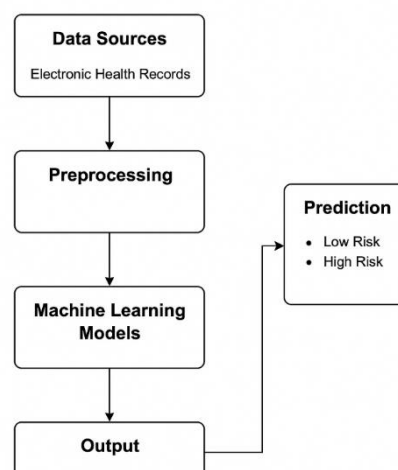 Data Sources
Electronic Health Records
Preprocessing
Machine Learning
Models
Output
Prediction
• Low Risk
• High Risk